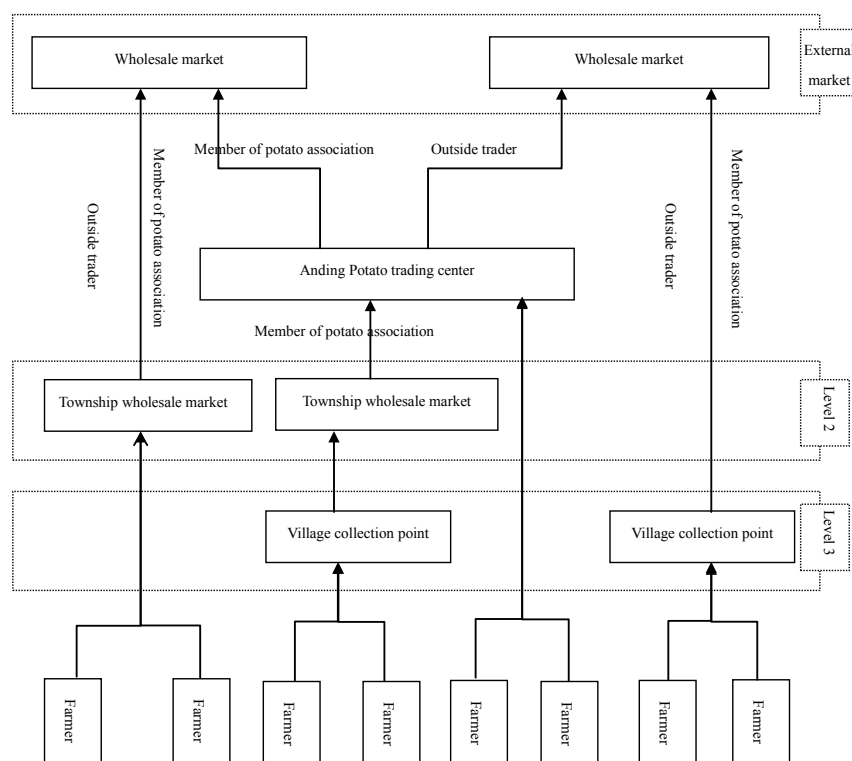 Wholesale market
Wholesale market
External
market
Member of potato association
Outside trader
Outside trader
Member of potato association
Outside trader
Member of potato association
Anding Potato trading center
Member of potato association
Township wholesale market
Township wholesale market
Level 2
Village collection point
Village collection point
Level 3
Farmer
Farmer
Farmer
Farmer
Farmer
Farmer
Farmer
Farmer